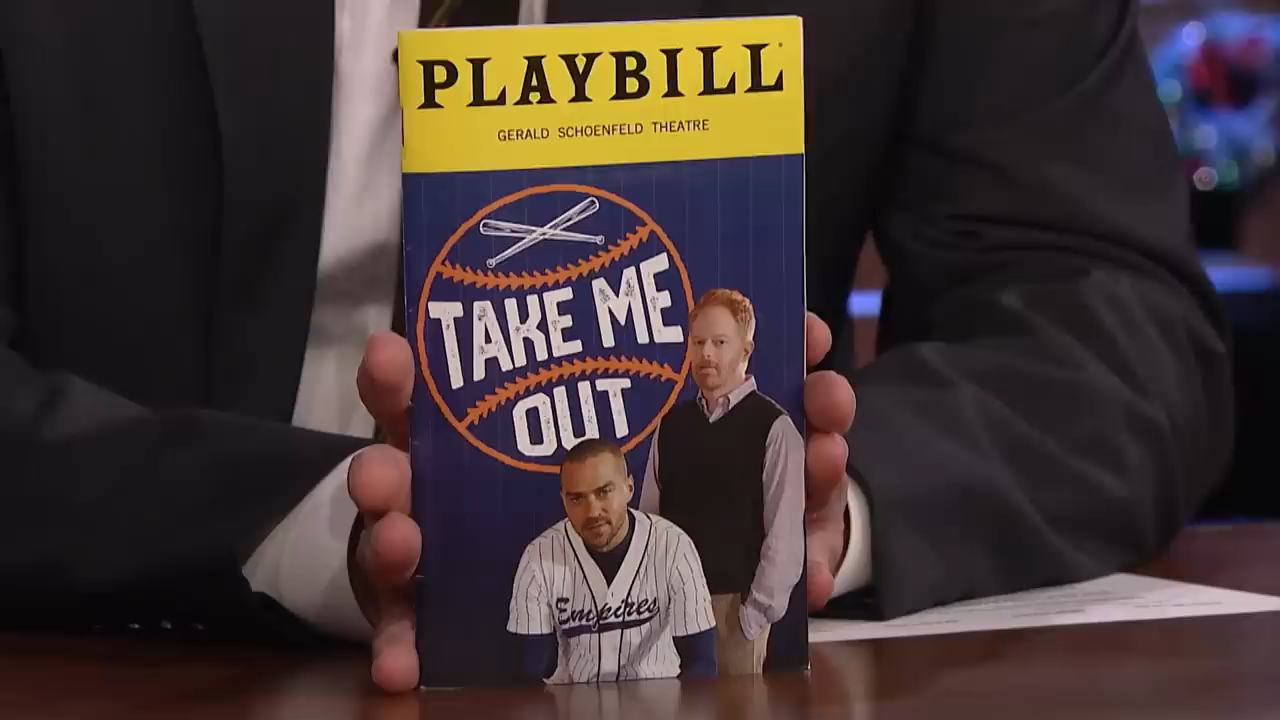 PLAYBILL
GERALD SCHOENFELD THEATRE
TAKE ME
OUT
Empires